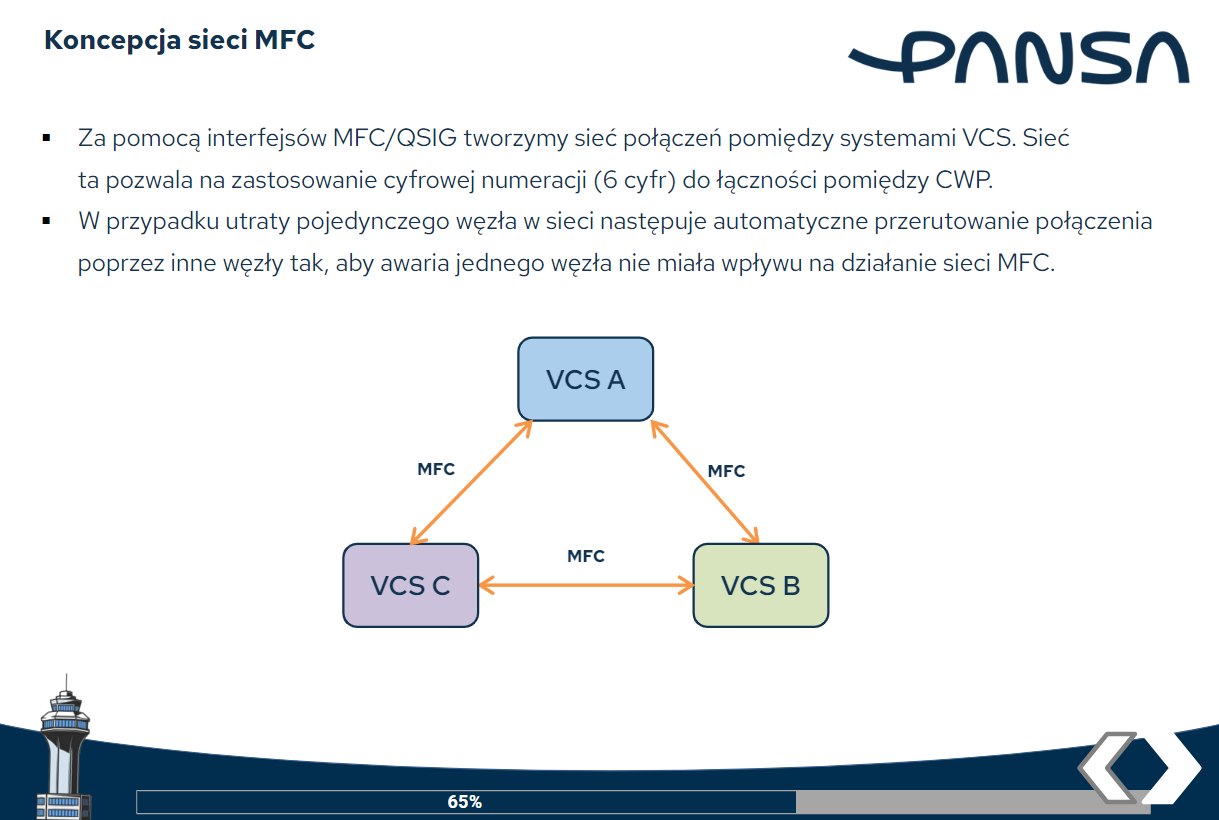 Koncepcja sieci MFC
PANSA
▪ Za pomocą interfejsów MFC/QSIG tworzymy sieć połączeń pomiędzy systemami VCS. Sieć
ta pozwala na zastosowanie cyfrowej numeracji (6 cyfr) do łączności pomiędzy CWP.
▪ W przypadku utraty pojedynczego węzła w sieci następuje automatyczne przerutowanie połączenia
poprzez inne węzły tak, aby awaria jednego węzła nie miała wpływu na działanie sieci MFC.
VCS A
MFC
MFC
MFC
VCS C
VCS B
65%